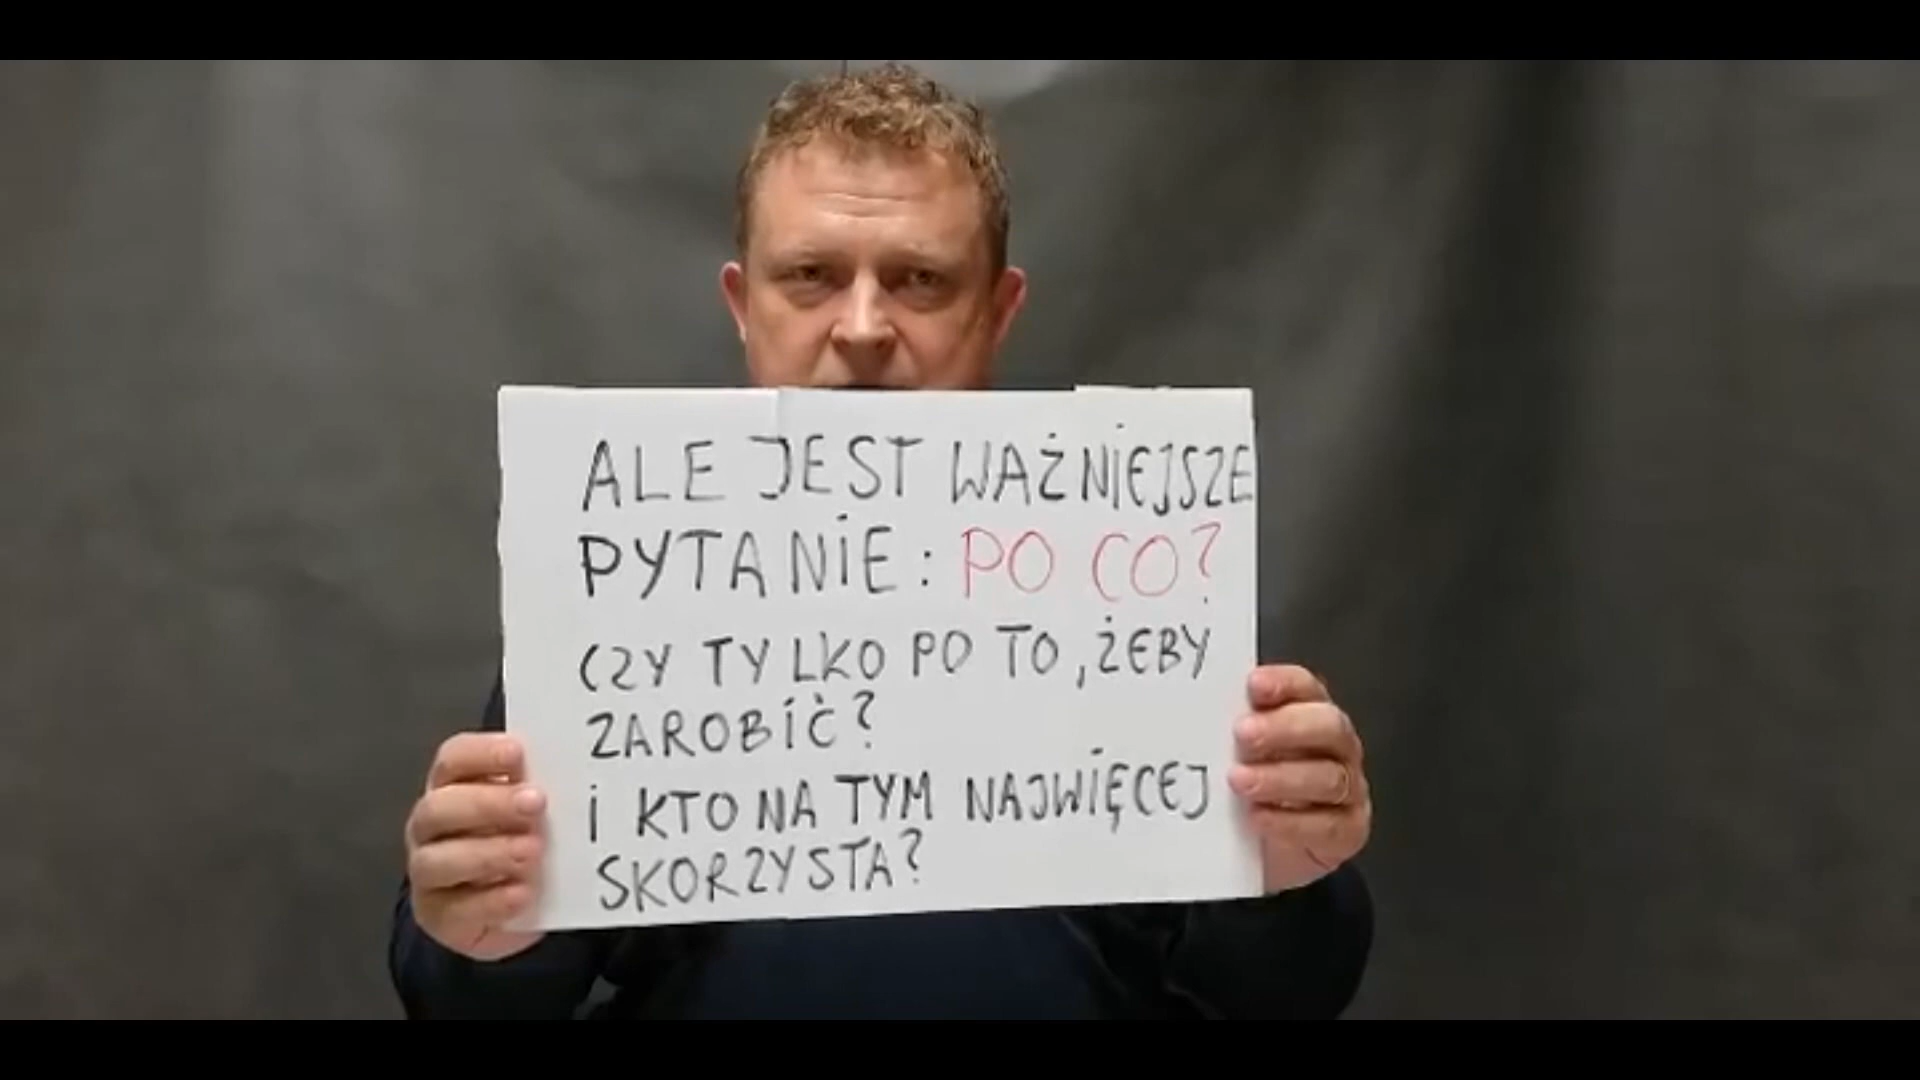 ALE JEST WAŻNIEJSZE
PYTANIE: PO CO?
CZY TYLKO PO TO, ŻEBY
ZAROBIĆ?
I KTO NA TYM NAJWIĘCEJ
SKORZYSTA?